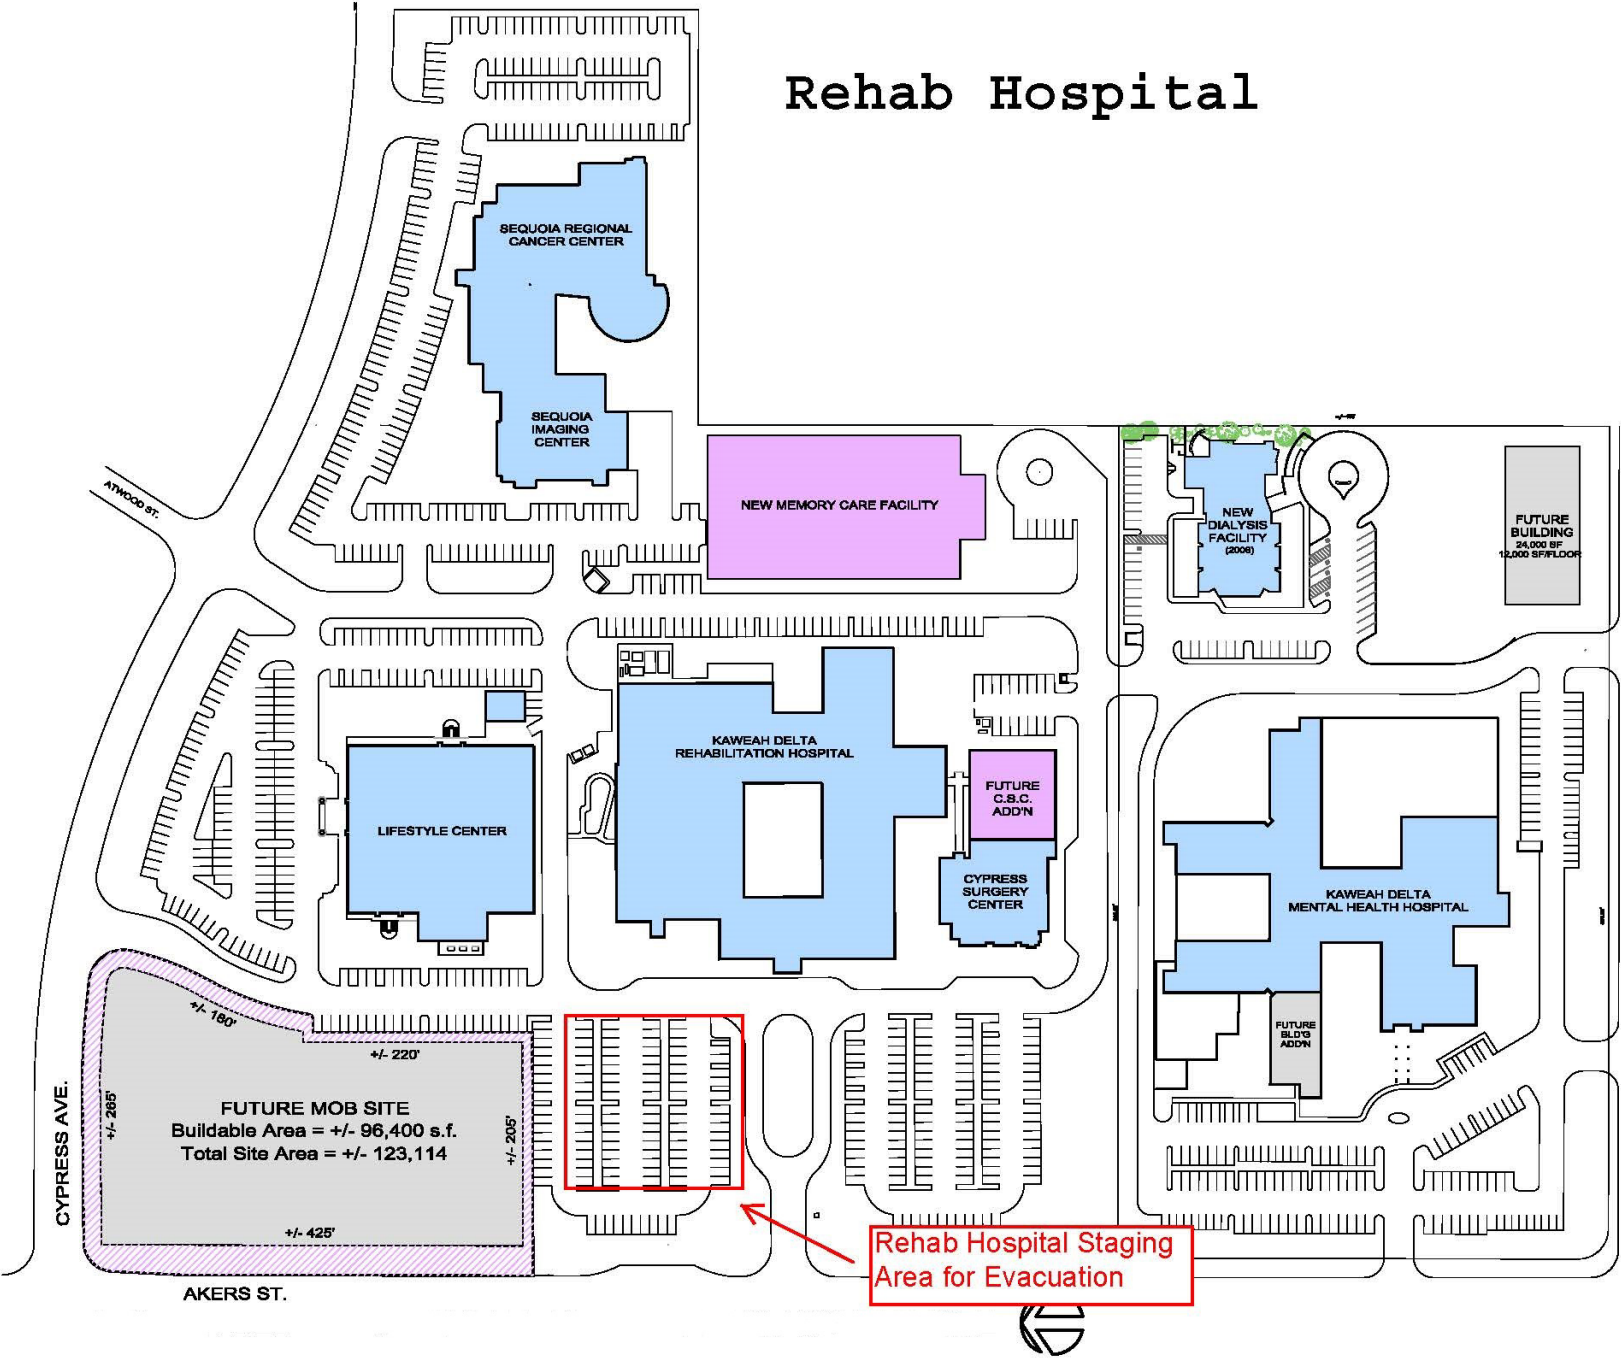 Rehab Hospital
SEQUOIA REGIONAL
CANCER CENTER
SEQUOIA
IMAGING
CENTER
ATWOOD ST.
NEW MEMORY CARE FACILITY
NEW
DIALYSIS
FACILITY
(2008)
FUTURE
BUILDING
24,000 SF
12,000 SF/FLOOR
KAWEAH DELTA
REHABILITATION HOSPITAL
LIFESTYLE CENTER
FUTURE
C.S.C.
ADD'N
CYPRESS
SURGERY
CENTER
KAWEAH DELTA
MENTAL HEALTH HOSPITAL
FUTURE
BLD'G
ADD'N
+/- 180'
+/- 220'
+/- 265'
+/- 205'
FUTURE MOB SITE
Buildable Area = +/- 96,400 s.f.
Total Site Area = +/- 123,114
+/- 425'
CYPRESS AVE.
AKERS ST.
Rehab Hospital Staging
Area for Evacuation